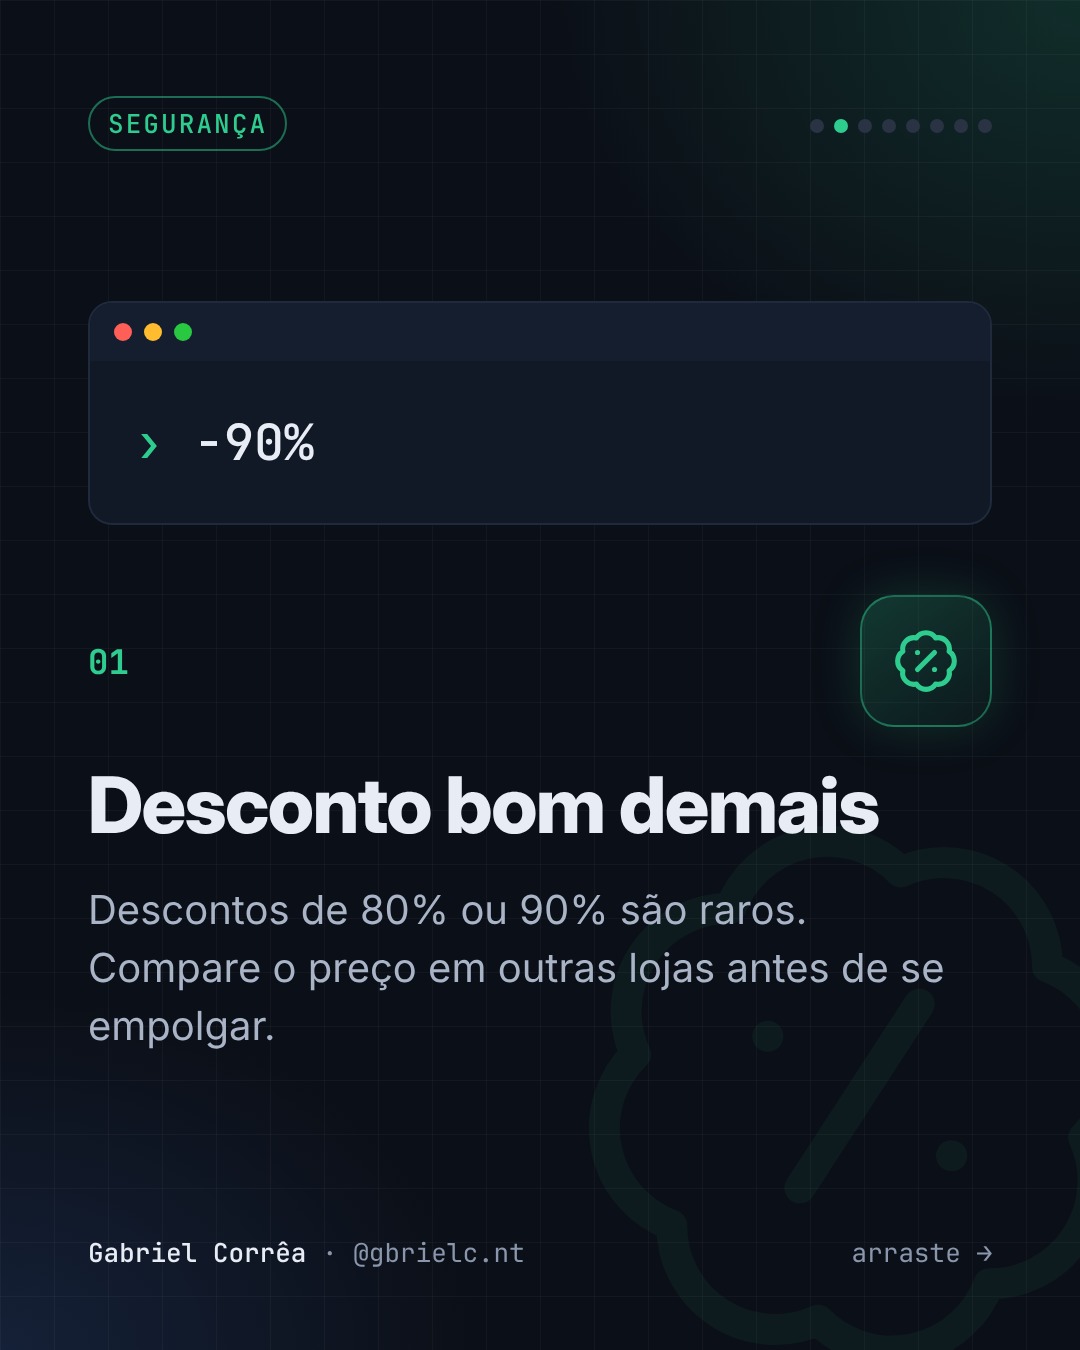 SEGURANÇA
› -90%
01
Desconto bom demais
Descontos de 80% ou 90% são raros.
Compare o preço em outras lojas antes de se
empolgar.
Gabriel Corrêa · @gbrielc.nt
arraste →